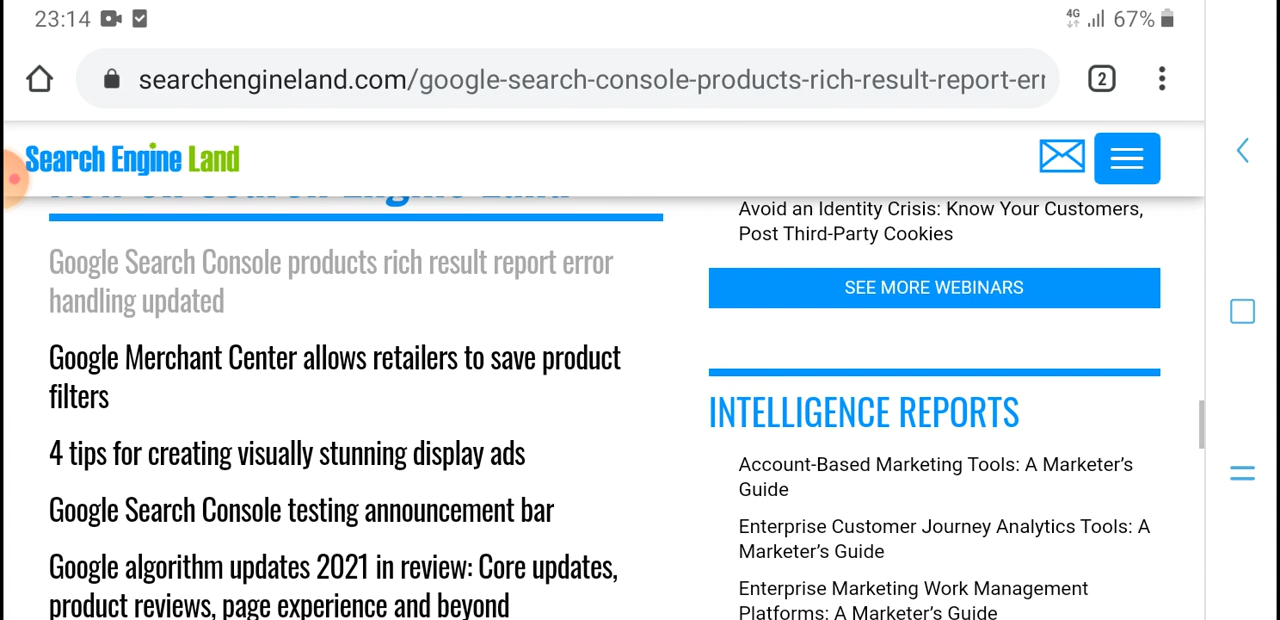 23:14
4G
67%
searchengineland.com/google-search-console-products-rich-result-report-err
2
Search Engine Land
Google Search Console products rich result report error
handling updated
Google Merchant Center allows retailers to save product
filters
4 tips for creating visually stunning display ads
Google Search Console testing announcement bar
Google algorithm updates 2021 in review: Core updates,
product reviews, page experience and beyond
Avoid an Identity Crisis: Know Your Customers,
Post Third-Party Cookies
SEE MORE WEBINARS
INTELLIGENCE REPORTS
Account-Based Marketing Tools: A Marketer’s
Guide
Enterprise Customer Journey Analytics Tools: A
Marketer’s Guide
Enterprise Marketing Work Management
Platforms: A Marketer’s Guide